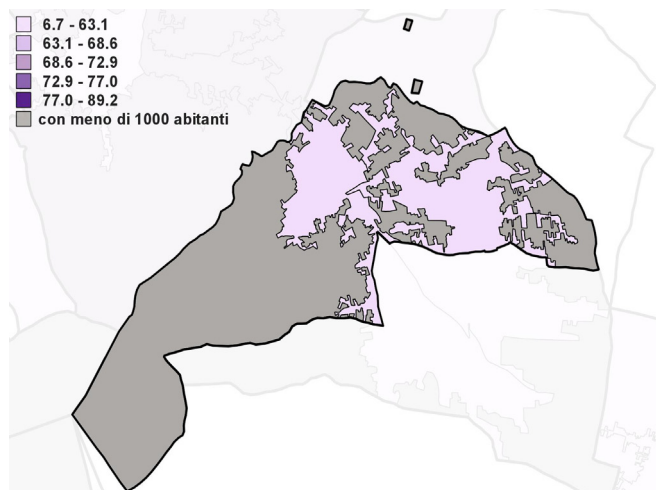 6.7 - 63.1
63.1 - 68.6
68.6 - 72.9
72.9 - 77.0
77.0 - 89.2
con meno di 1000 abitanti